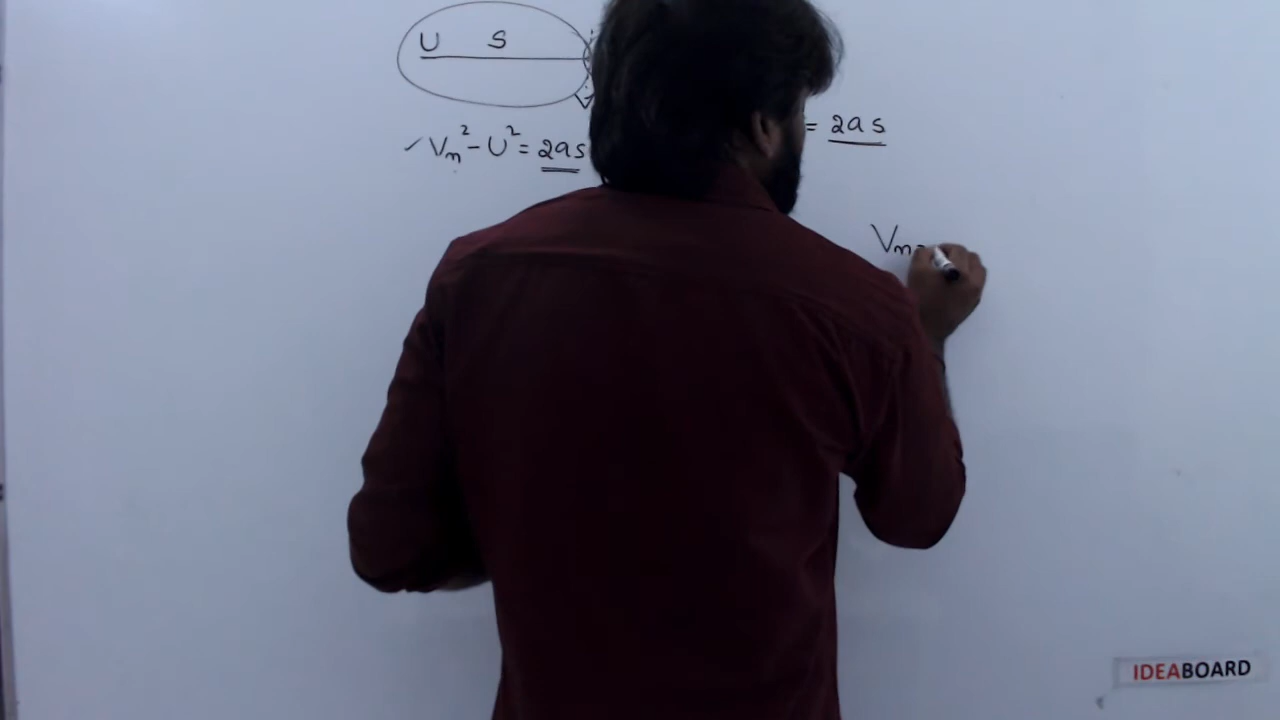 U S
✓ Vm² - U² = 2as
= 2as
Vm =
IDEABOARD